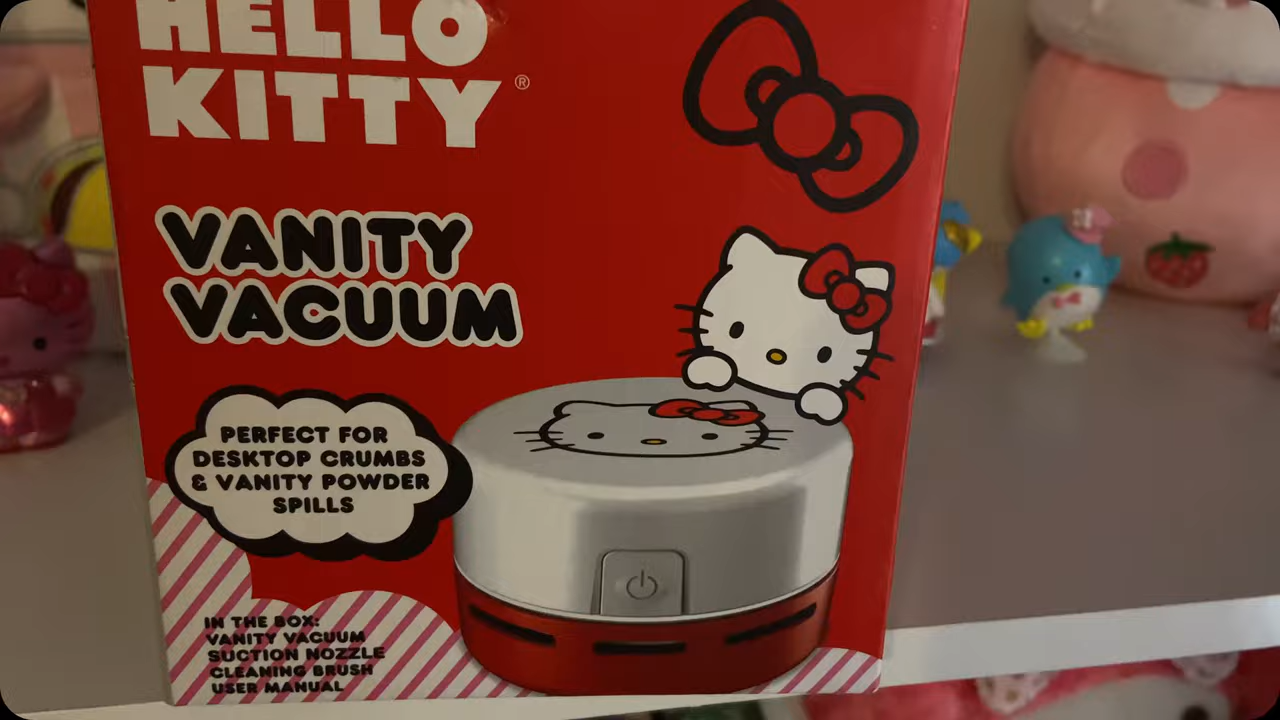 HELLO
KITTY®
VANITY
VACUUM
PERFECT FOR
DESKTOP CRUMBS
& VANITY POWDER
SPILLS
IN THE BOX:
VANITY VACUUM
SUCTION NOZZLE
CLEANING BRUSH
USER MANUAL